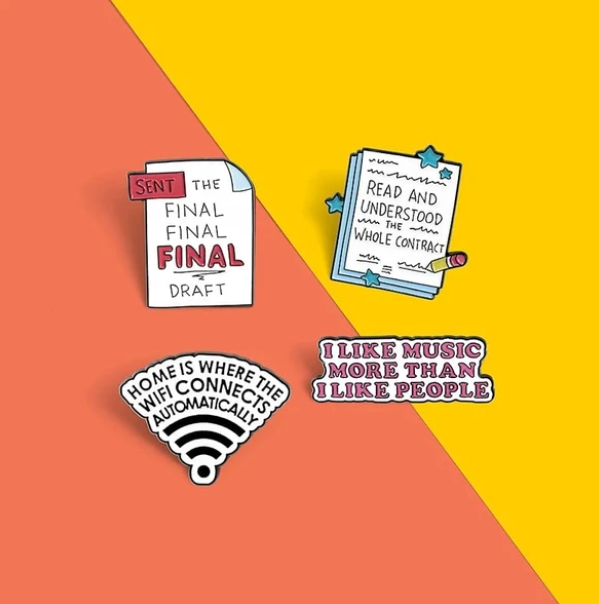 SENT THE
FINAL
FINAL
FINAL
DRAFT
READ AND
UNDERSTOOD
THE
WHOLE CONTRACT
HOME IS WHERE THE
WIFI CONNECTS
AUTOMATICALLY
I LIKE MUSIC
MORE THAN
I LIKE PEOPLE